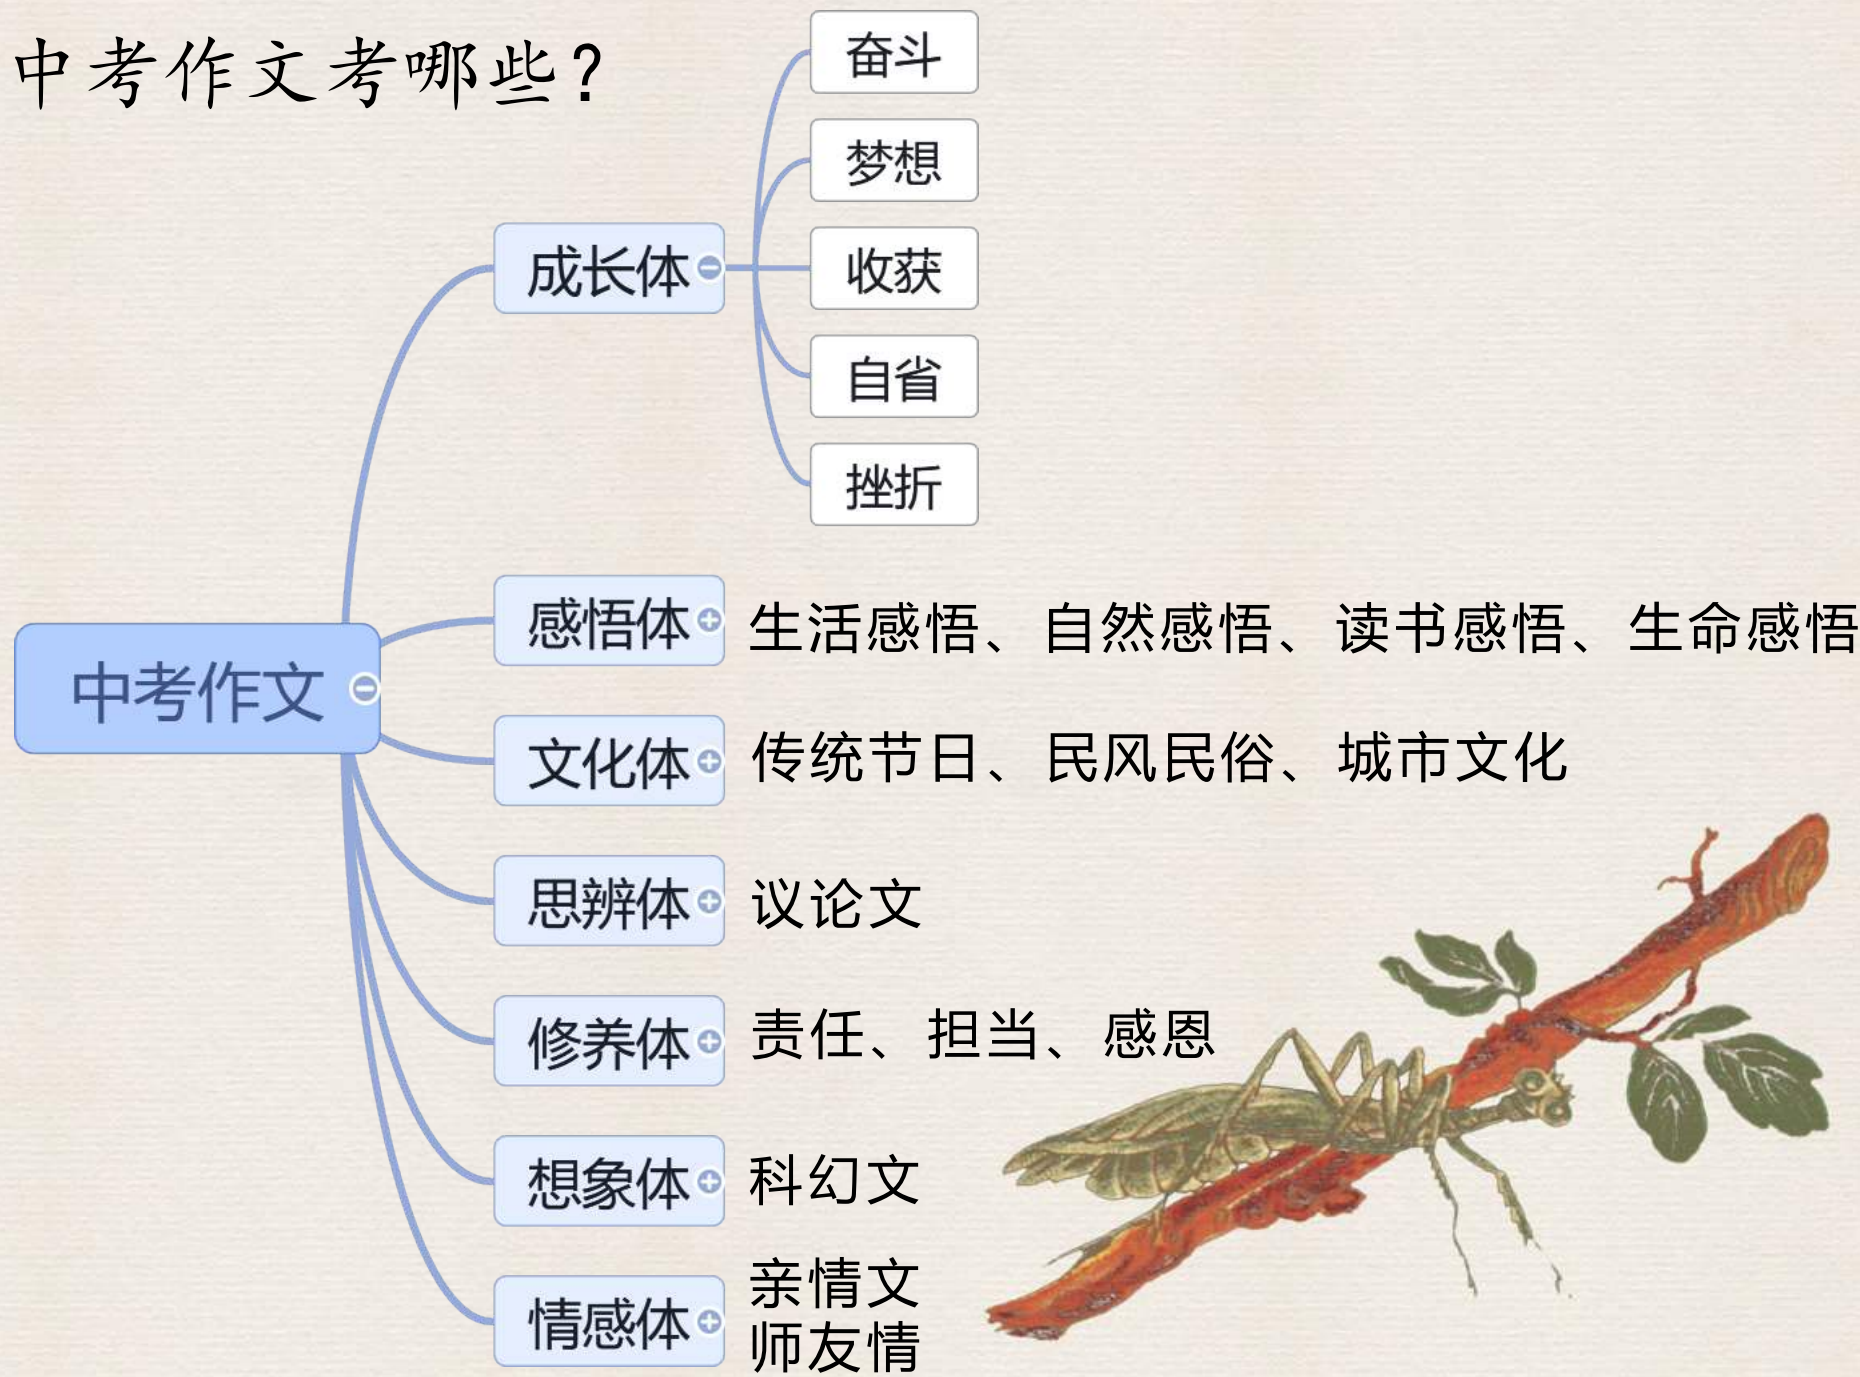 中考作文考哪些？
中考作文
成长体
奋斗
梦想
收获
自省
挫折
感悟体
生活感悟、自然感悟、读书感悟、生命感悟
文化体
传统节日、民风民俗、城市文化
思辨体
议论文
修养体
责任、担当、感恩
想象体
科幻文
情感体
亲情文
师友情